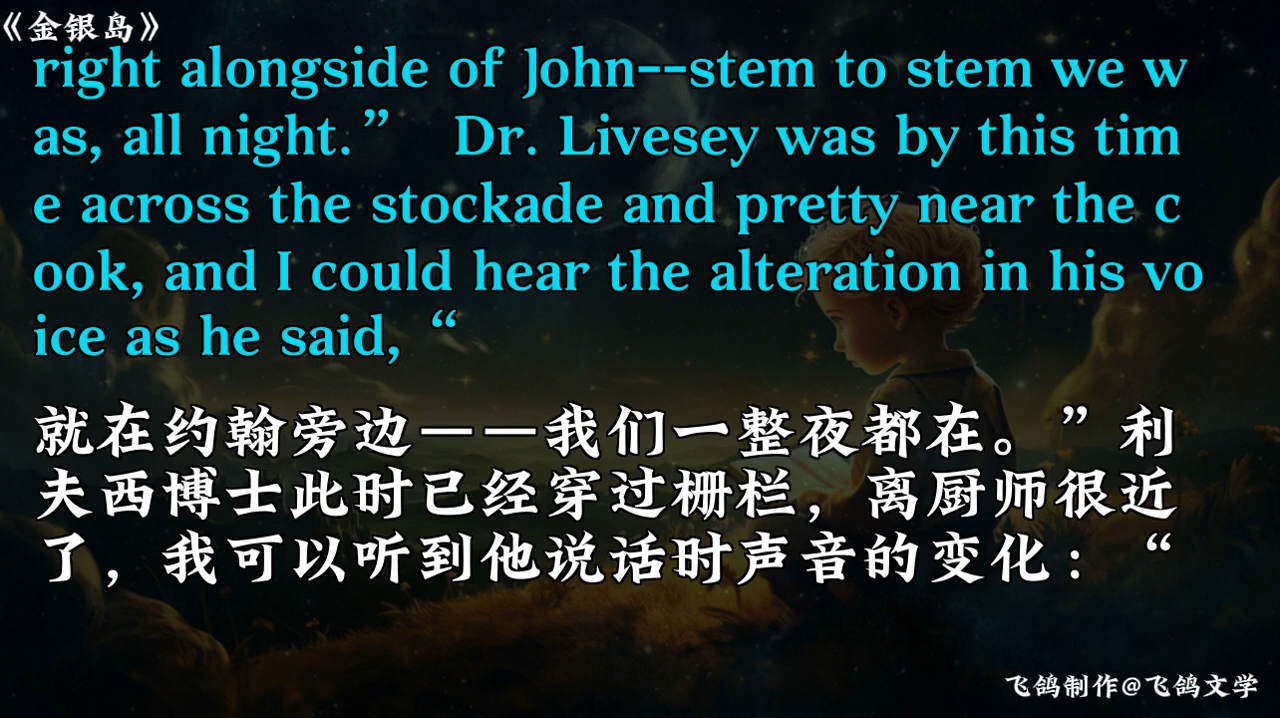 《金银岛》
right alongside of John--stem to stem we w
as, all night.”　Dr. Livesey was by this tim
e across the stockade and pretty near the c
ook, and I could hear the alteration in his vo
ice as he said, “
就在约翰旁边——我们一整夜都在。”利
夫西博士此时已经穿过栅栏，离厨师很近
了，我可以听到他说话时声音的变化：“
飞鸽制作@飞鸽文学